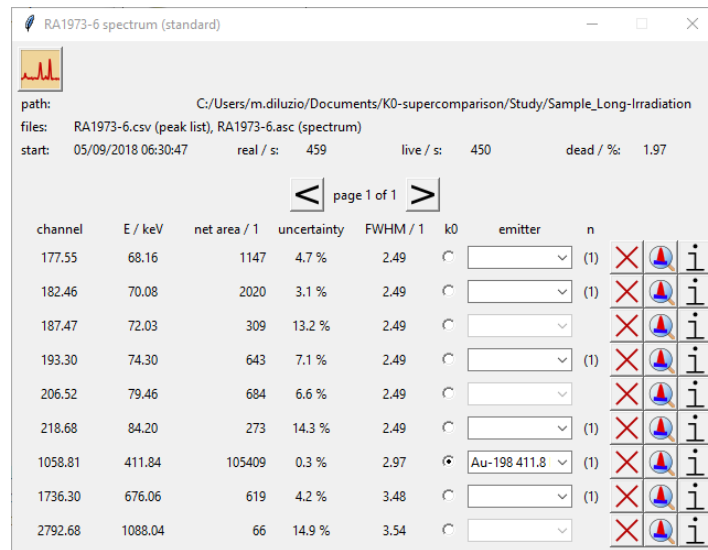 RA1973-6 spectrum (standard)
path: C:/Users/m.diluzio/Documents/K0-supercomparison/Study/Sample_Long-Irradiation
files: RA1973-6.csv (peak list), RA1973-6.asc (spectrum)
start: 05/09/2018 06:30:47 real / s: 459 live / s: 450 dead / %: 1.97
< page 1 of 1 >
channel E / keV net area / 1 uncertainty FWHM / 1 k0 emitter n
177.55 68.16 1147 4.7 % 2.49 (1)
182.46 70.08 2020 3.1 % 2.49 (1)
187.47 72.03 309 13.2 % 2.49
193.30 74.30 643 7.1 % 2.49 (1)
206.52 79.46 684 6.6 % 2.49
218.68 84.20 273 14.3 % 2.49 (1)
1058.81 411.84 105409 0.3 % 2.97 Au-198 411.8 (1)
1736.30 676.06 619 4.2 % 3.48 (1)
2792.68 1088.04 66 14.9 % 3.54